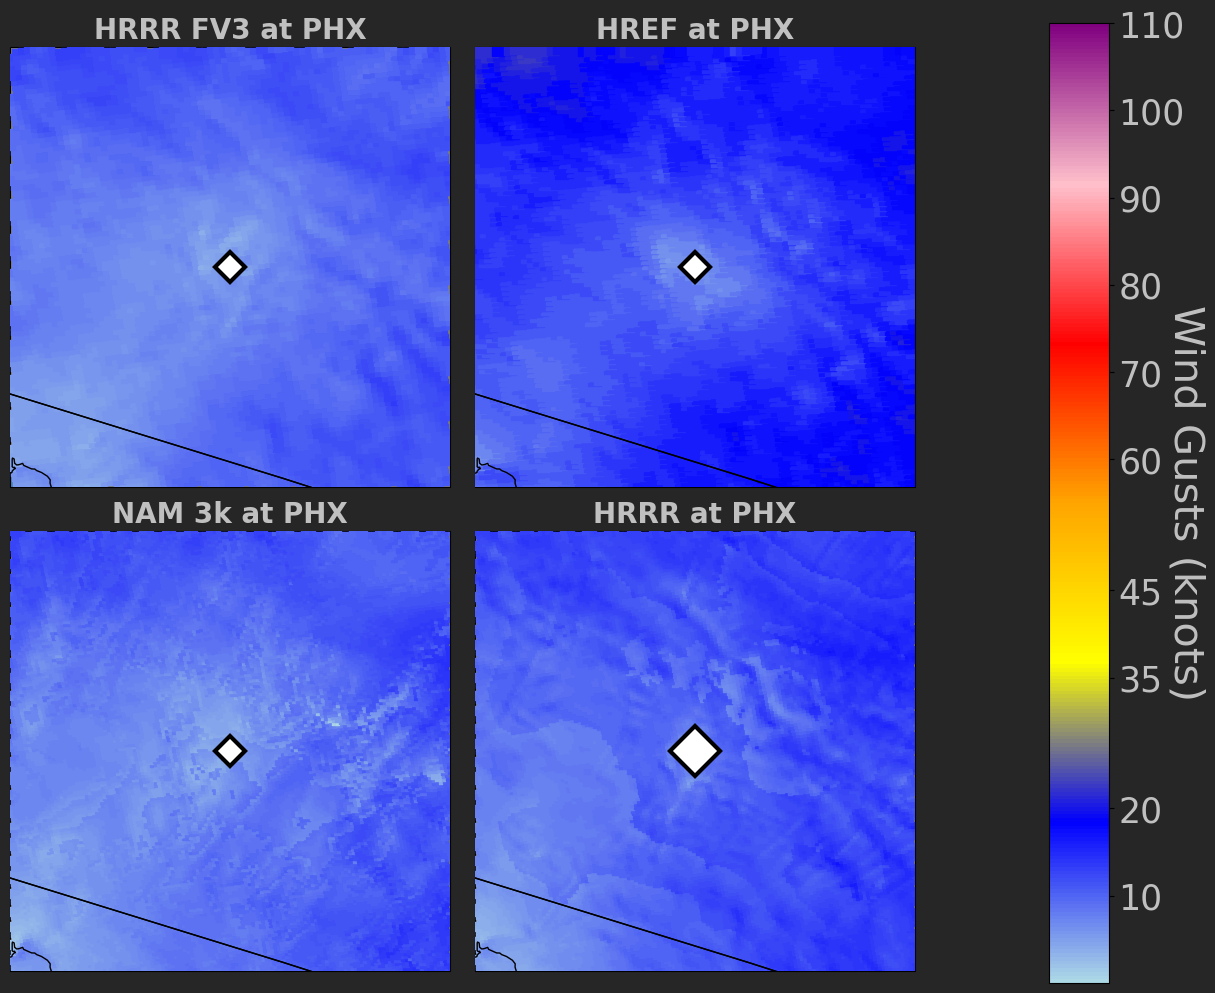 HRRR FV3 at PHX
HREF at PHX
NAM 3k at PHX
HRRR at PHX
110
100
90
80
70
60
45
35
20
10
Wind Gusts (knots)